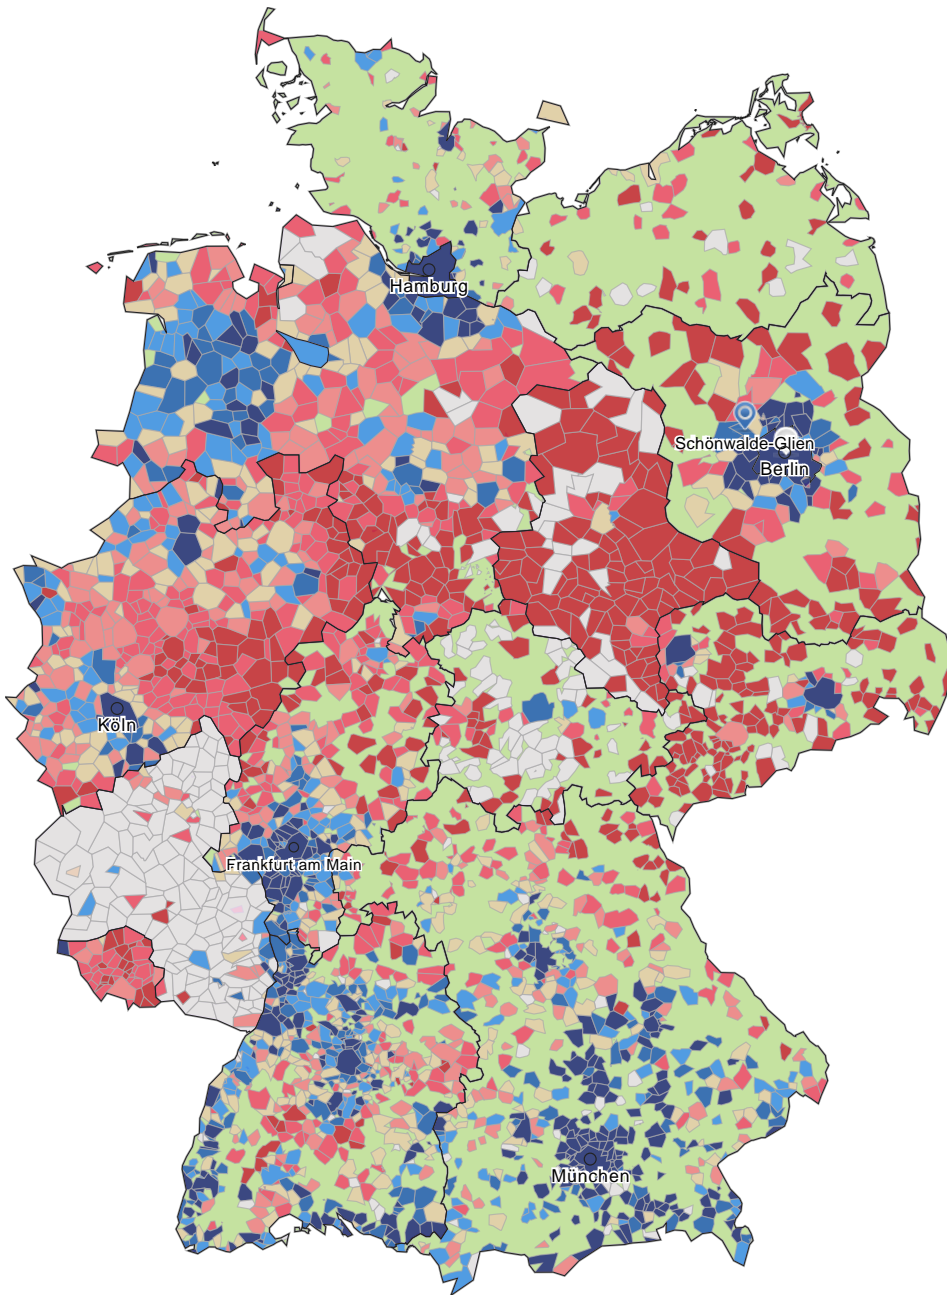 Hamburg
Schönwalde-Glien
Berlin
Köln
Frankfurt am Main
München